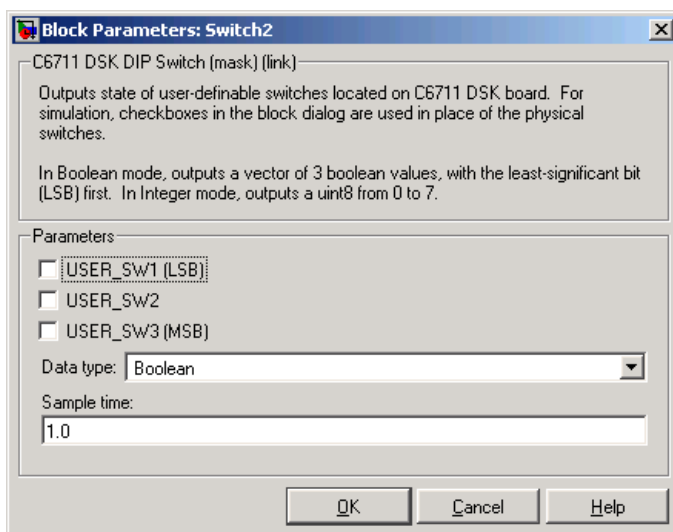 Block Parameters: Switch2
C6711 DSK DIP Switch (mask) (link)
Outputs state of user-definable switches located on C6711 DSK board.  For
simulation, checkboxes in the block dialog are used in place of the physical
switches.
In Boolean mode, outputs a vector of 3 boolean values, with the least-significant bit
(LSB) first.  In Integer mode, outputs a uint8 from 0 to 7.
Parameters
USER_SW1 (LSB)
USER_SW2
USER_SW3 (MSB)
Data type: Boolean
Sample time:
1.0
OK Cancel Help